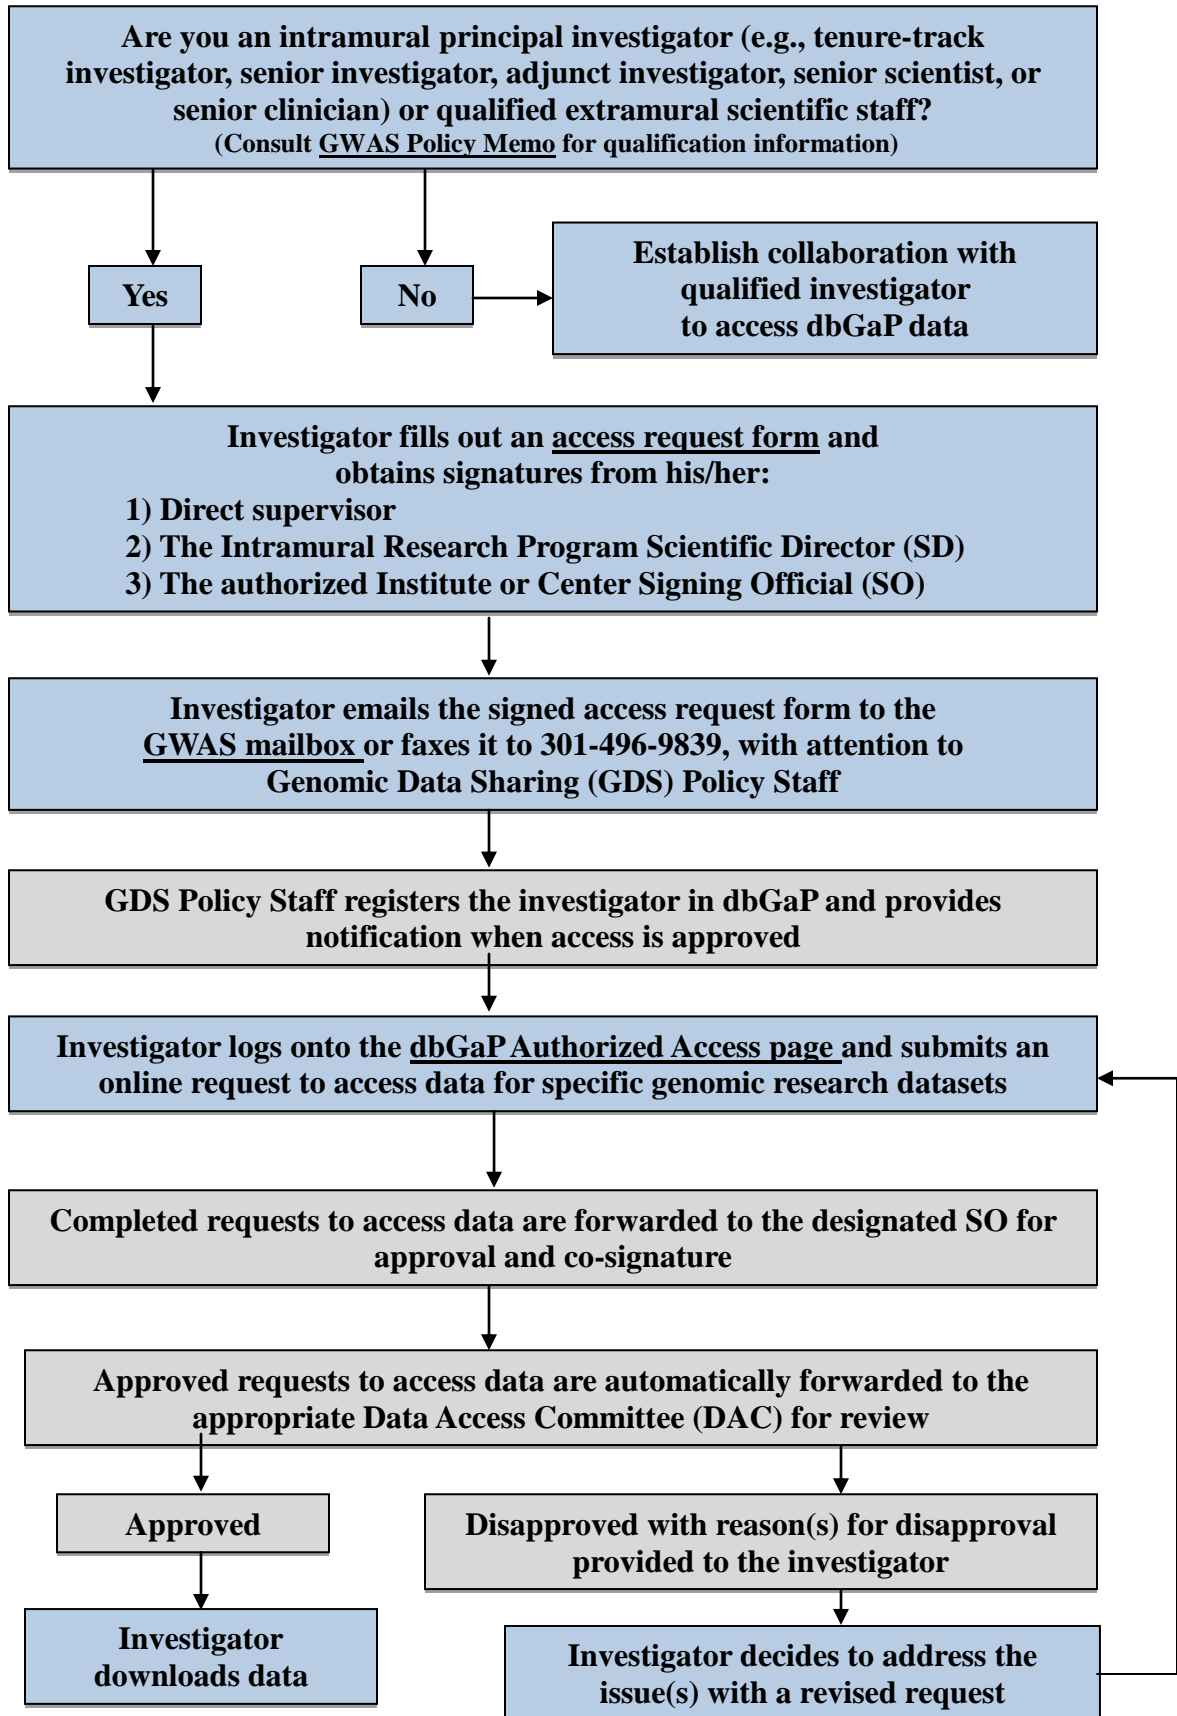 Are you an intramural principal investigator (e.g., tenure-track
investigator, senior investigator, adjunct investigator, senior scientist, or
senior clinician) or qualified extramural scientific staff?
(Consult GWAS Policy Memo for qualification information)
Yes
No
Establish collaboration with
qualified investigator
to access dbGaP data
Investigator fills out an access request form and
obtains signatures from his/her:
1) Direct supervisor
2) The Intramural Research Program Scientific Director (SD)
3) The authorized Institute or Center Signing Official (SO)
Investigator emails the signed access request form to the
GWAS mailbox or faxes it to 301-496-9839, with attention to
Genomic Data Sharing (GDS) Policy Staff
GDS Policy Staff registers the investigator in dbGaP and provides
notification when access is approved
Investigator logs onto the dbGaP Authorized Access page and submits an
online request to access data for specific genomic research datasets
Completed requests to access data are forwarded to the designated SO for
approval and co-signature
Approved requests to access data are automatically forwarded to the
appropriate Data Access Committee (DAC) for review
Approved
Disapproved with reason(s) for disapproval
provided to the investigator
Investigator
downloads data
Investigator decides to address the
issue(s) with a revised request